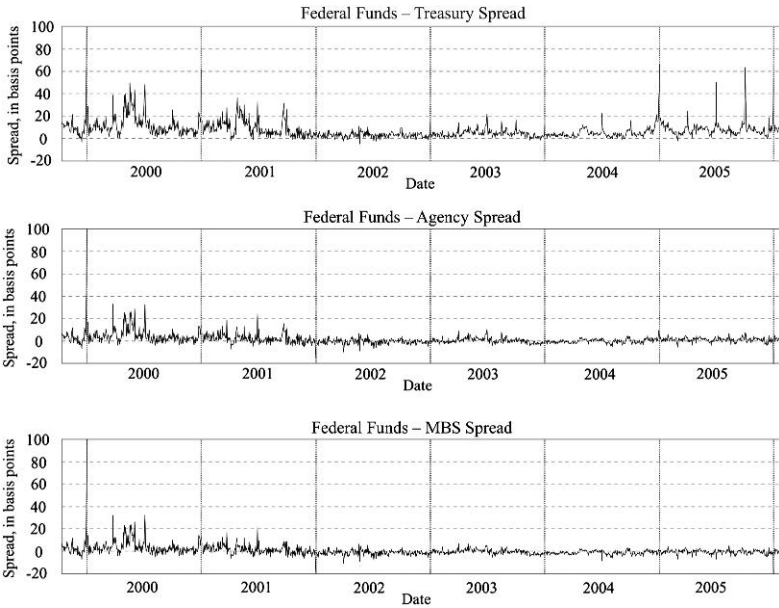 Federal Funds – Treasury Spread
Spread, in basis points
100
80
60
40
20
0
-20
2000 2001 2002 2003 2004 2005
Date
Federal Funds – Agency Spread
Spread, in basis points
100
80
60
40
20
0
-20
2000 2001 2002 2003 2004 2005
Date
Federal Funds – MBS Spread
Spread, in basis points
100
80
60
40
20
0
-20
2000 2001 2002 2003 2004 2005
Date